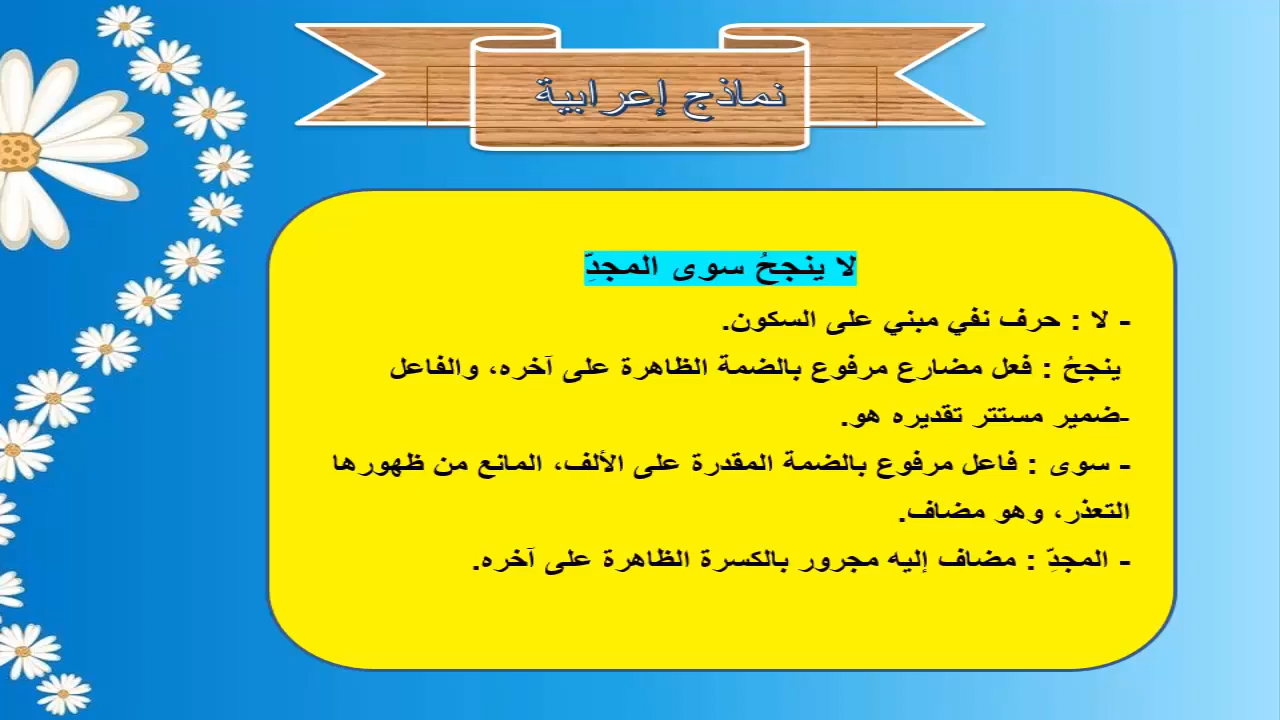 نماذج إعرابية
لا ينجحُ سوى المجدِّ
- لا : حرف نفي مبني على السكون.
ينجحُ : فعل مضارع مرفوع بالضمة الظاهرة على آخره، والفاعل
-ضمير مستتر تقديره هو.
- سوى : فاعل مرفوع بالضمة المقدرة على الألف، المانع من ظهورها
التعذر، وهو مضاف.
- المجدِّ : مضاف إليه مجرور بالكسرة الظاهرة على آخره.